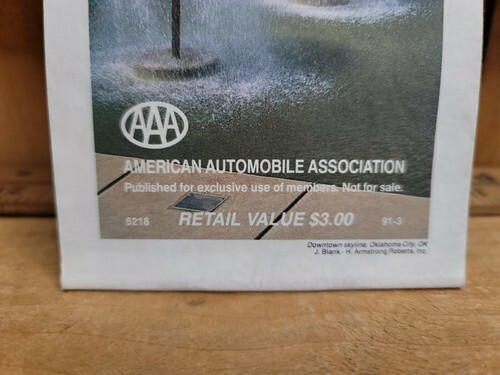 AAA
AMERICAN AUTOMOBILE ASSOCIATION
Published for exclusive use of members. Not for sale.
5218 RETAIL VALUE $3.00 91-3
Downtown skyline, Oklahoma City, OK
J. Blank - H. Armstrong Roberts, Inc.